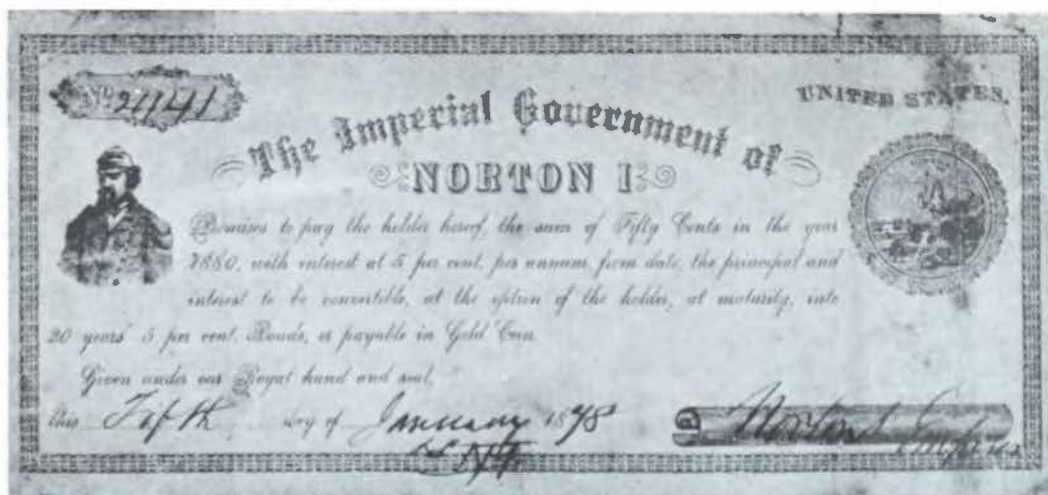 No 2441
UNITED STATES.
The Imperial Government of
NORTON I
Promises to pay the holder hereof, the sum of Fifty Cents in the year
1880, with interest at 5 per cent. per annum from date, the principal and
interest to be convertible, at the option of the holder, at maturity, into
20 years' 5 per cent. Bonds, or payable in Gold Coin
Given under our Royal hand and seal,
this Fifth day of January 1878
Norton I
Emperor